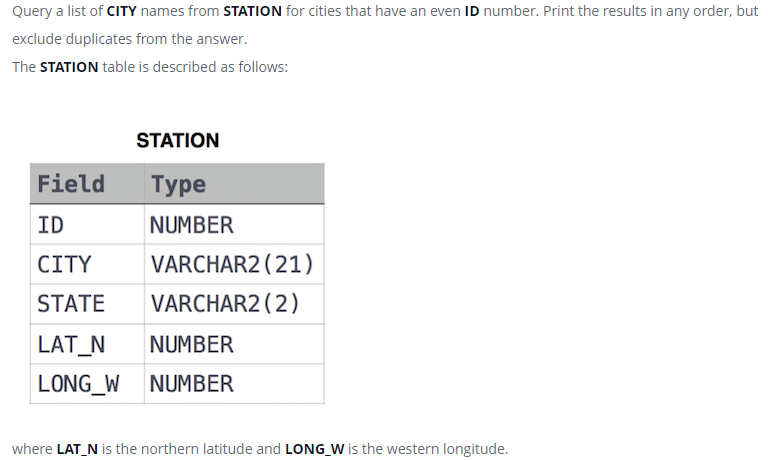 Query a list of CITY names from STATION for cities that have an even ID number. Print the results in any order, but
exclude duplicates from the answer.
The STATION table is described as follows:
STATION
Field Type
ID NUMBER
CITY VARCHAR2(21)
STATE VARCHAR2(2)
LAT_N NUMBER
LONG_W NUMBER
where LAT_N is the northern latitude and LONG_W is the western longitude.